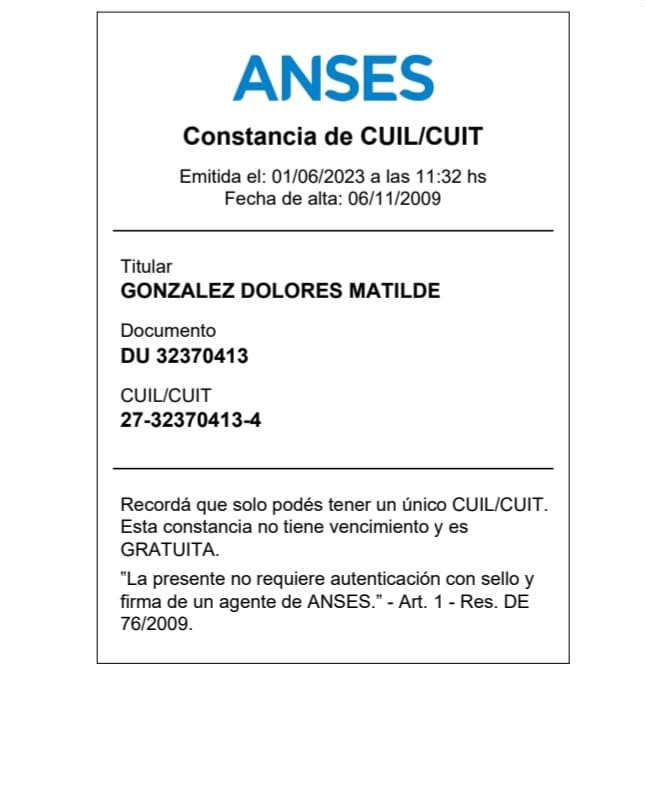 ANSES
Constancia de CUIL/CUIT
Emitida el: 01/06/2023 a las 11:32 hs
Fecha de alta: 06/11/2009
Titular
GONZALEZ DOLORES MATILDE
Documento
DU 32370413
CUIL/CUIT
27-32370413-4
Recordá que solo podés tener un único CUIL/CUIT.
Esta constancia no tiene vencimiento y es
GRATUITA.
"La presente no requiere autenticación con sello y
firma de un agente de ANSES.” - Art. 1 - Res. DE
76/2009.